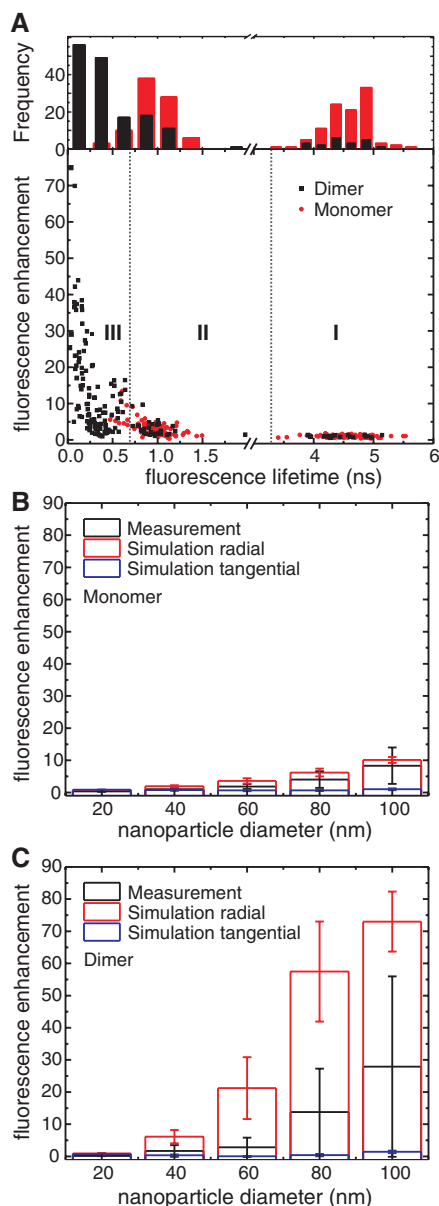 A
Frequency
40
20
0
fluorescence enhancement
70
60
50
40
30
20
10
0
Dimer
Monomer
III
II
I
0.0
0.5
1.0
1.5
4
5
6
fluorescence lifetime (ns)
B
fluorescence enhancement
90
80
70
60
50
40
30
20
10
0
Measurement
Simulation radial
Simulation tangential
Monomer
20
40
60
80
100
nanoparticle diameter (nm)
C
fluorescence enhancement
90
80
70
60
50
40
30
20
10
0
Measurement
Simulation radial
Simulation tangential
Dimer
20
40
60
80
100
nanoparticle diameter (nm)